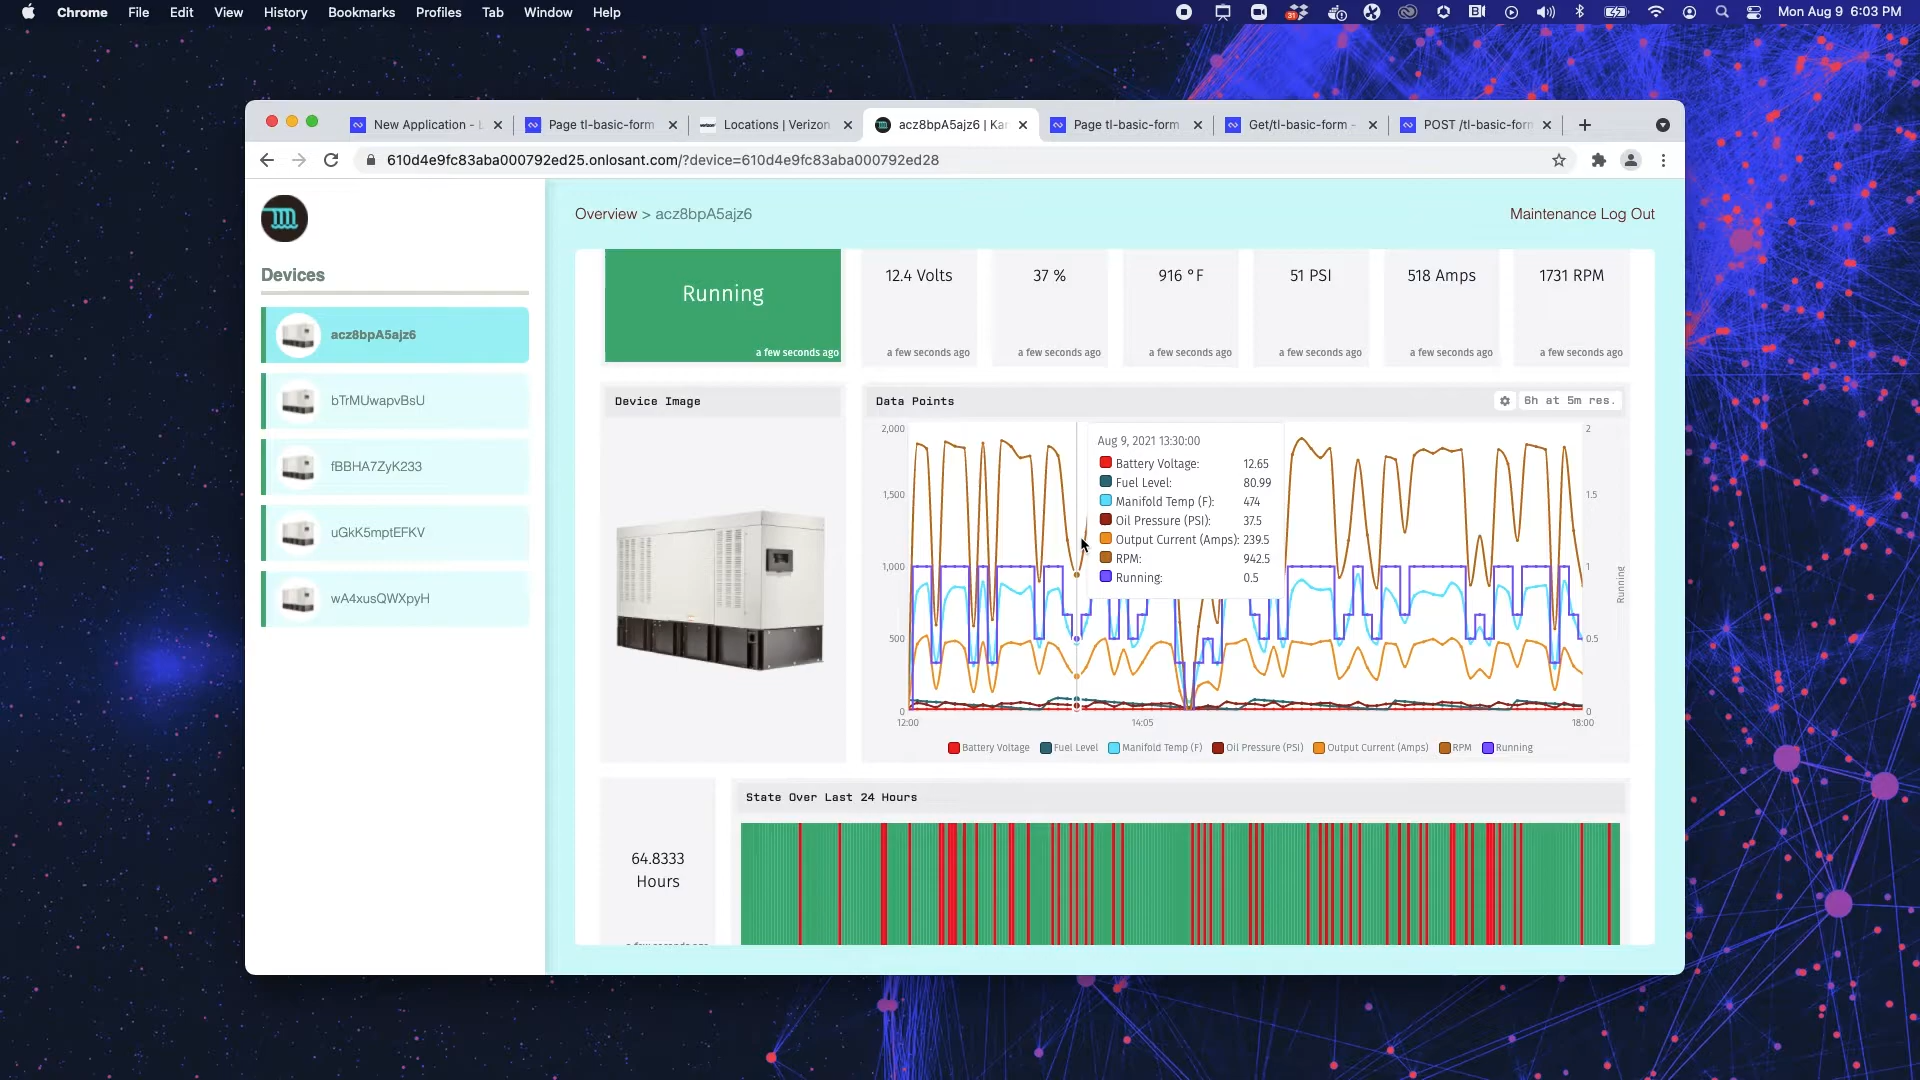 Chrome File Edit View History Bookmarks Profiles Tab Window Help
31
Mon Aug 9 6:03 PM
New Application - L
Page tl-basic-form
Locations | Verizon
acz8bpA5ajz6 | Kar
Page tl-basic-form
Get/tl-basic-form -
POST /tl-basic-form
610d4e9fc83aba000792ed25.onlosant.com/?device=610d4e9fc83aba000792ed28
Overview > acz8bpA5ajz6
Maintenance Log Out
Devices
acz8bpA5ajz6
bTrMUwapvBsU
fBBHA7ZyK233
uGkK5mptEFKV
wA4xusQWXpyH
Running
a few seconds ago
12.4 Volts
a few seconds ago
37 %
a few seconds ago
916 °F
a few seconds ago
51 PSI
a few seconds ago
518 Amps
a few seconds ago
1731 RPM
a few seconds ago
Device Image
Data Points
6h at 5m res.
2,000
1,500
1,000
500
0
2
1.5
1
0.5
0
Running
Aug 9, 2021 13:30:00
Battery Voltage: 12.65
Fuel Level: 80.99
Manifold Temp (F): 474
Oil Pressure (PSI): 37.5
Output Current (Amps): 239.5
RPM: 942.5
Running: 0.5
12:00 14:05 18:00
Battery Voltage Fuel Level Manifold Temp (F) Oil Pressure (PSI) Output Current (Amps) RPM Running
64.8333
Hours
State Over Last 24 Hours